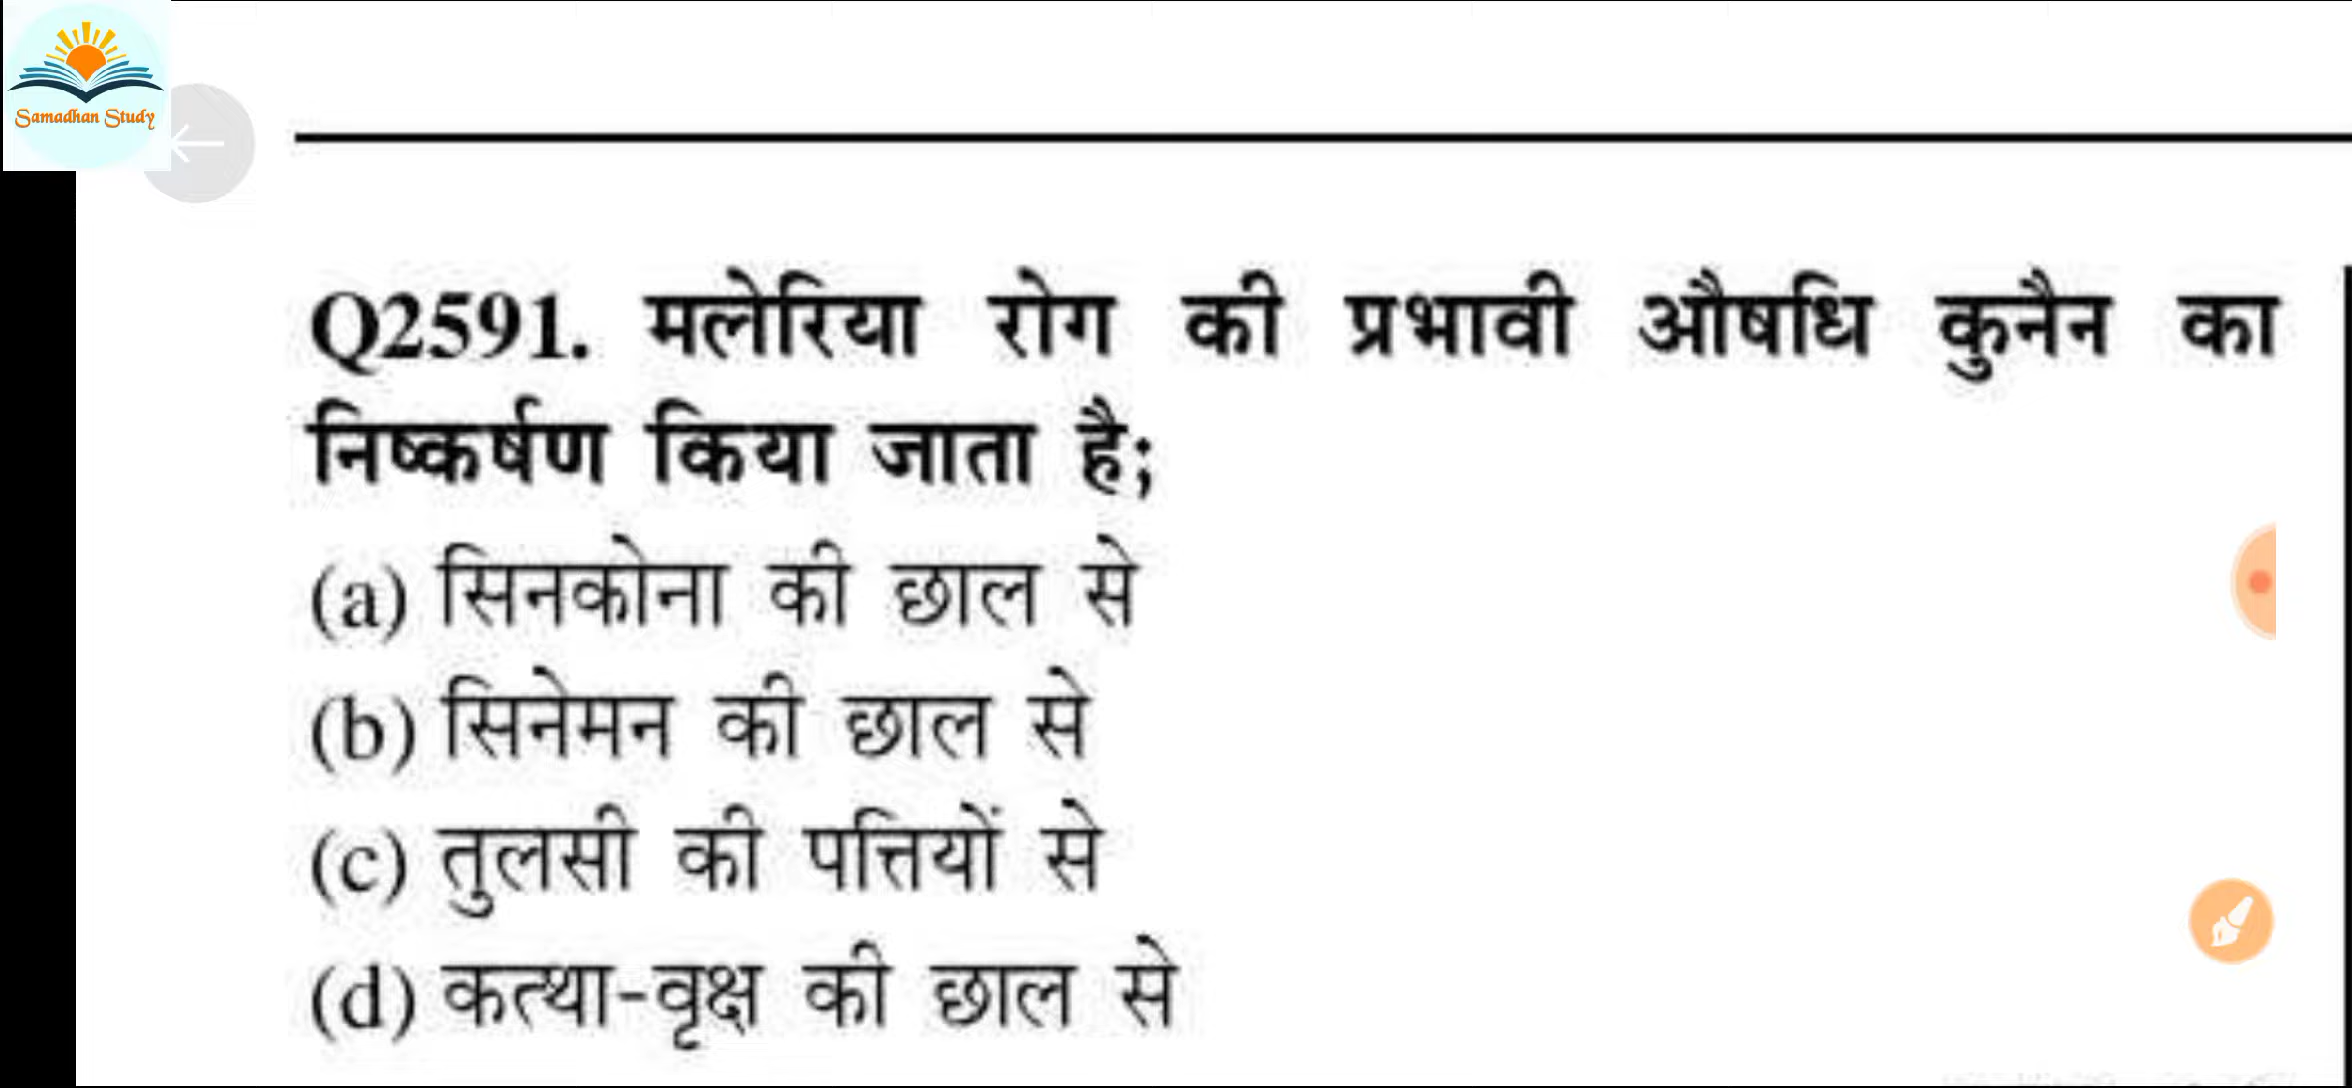 Samadhan Study
Q2591. मलेरिया रोग की प्रभावी औषधि कुनैन का
निष्कर्षण किया जाता है;
(a) सिनकोना की छाल से
(b) सिनेमन की छाल से
(c) तुलसी की पत्तियों से
(d) कत्था-वृक्ष की छाल से